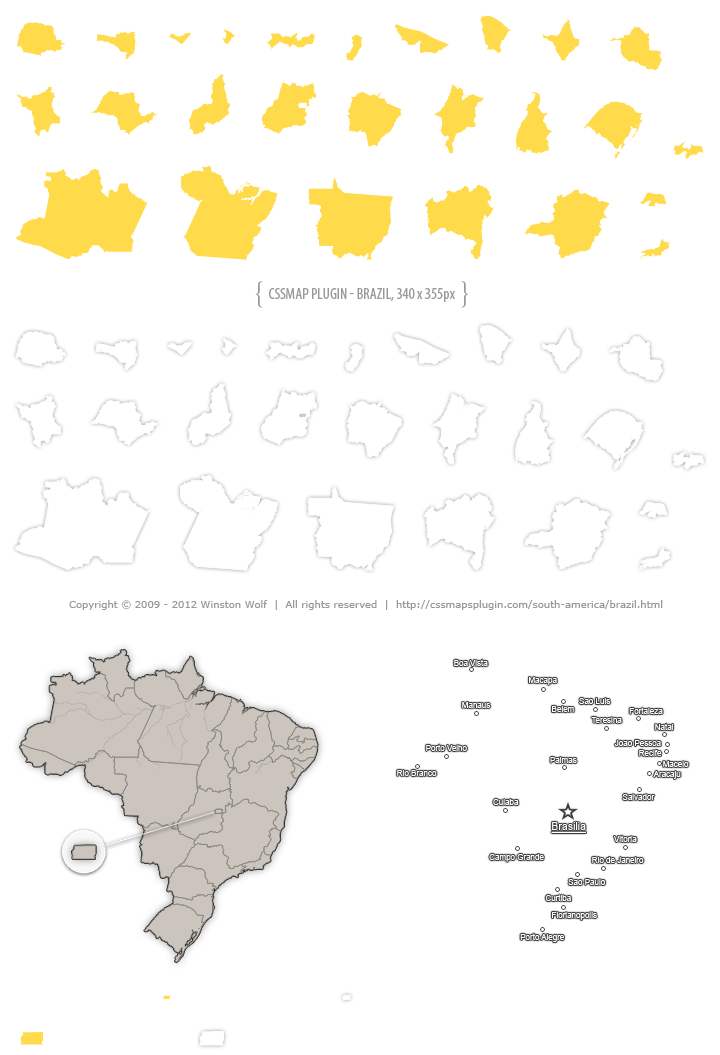 { CSSMAP PLUGIN - BRAZIL, 340 x 355px }
Copyright © 2009 - 2012 Winston Wolf | All rights reserved | http://cssmapsplugin.com/south-america/brazil.html
Boa Vista
Macapa
Manaus
Belem
Sao Luis
Fortaleza
Teresina
Natal
Joao Pessoa
Porto Velho
Recife
Palmas
Maceio
Rio Branco
Aracaju
Salvador
Cuiaba
Brasilia
Vitoria
Campo Grande
Rio de Janeiro
Sao Paulo
Curtiba
Florianopolis
Porto Alegre